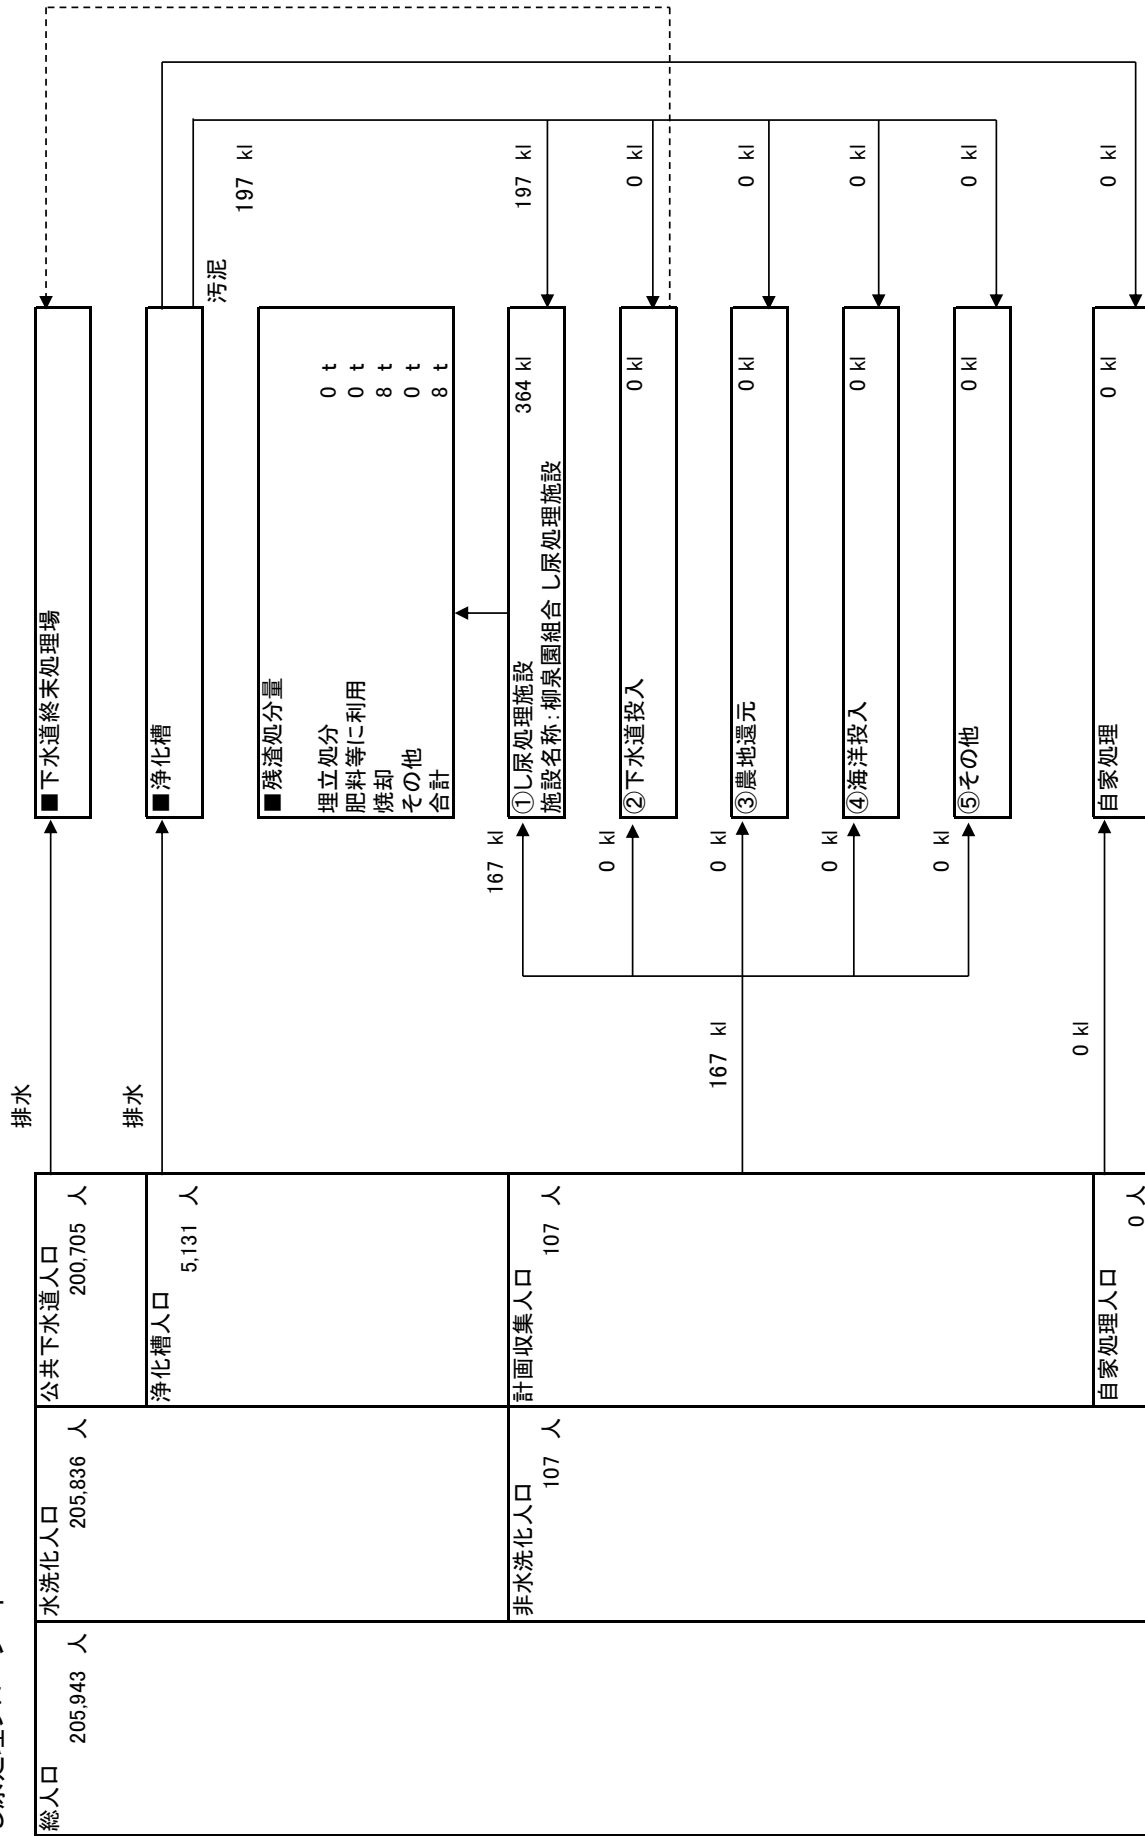 総人口
205,943 人
水洗化人口
205,836 人
非水洗化人口
107 人
公共下水道人口
200,705 人
浄化槽人口
5,131 人
計画収集人口
107 人
自家処理人口
0 人
排水
排水
167 kl
0 kl
167 kl
0 kl
0 kl
0 kl
0 kl
■下水道終末処理場
■浄化槽
汚泥
197 kl
■残渣処分量
埋立処分 0 t
肥料等に利用 0 t
焼却 8 t
その他 0 t
合計 8 t
①し尿処理施設 364 kl
施設名称：柳泉園組合 し尿処理施設
②下水道投入 0 kl
③農地還元 0 kl
④海洋投入 0 kl
⑤その他 0 kl
自家処理 0 kl
197 kl
0 kl
0 kl
0 kl
0 kl
0 kl